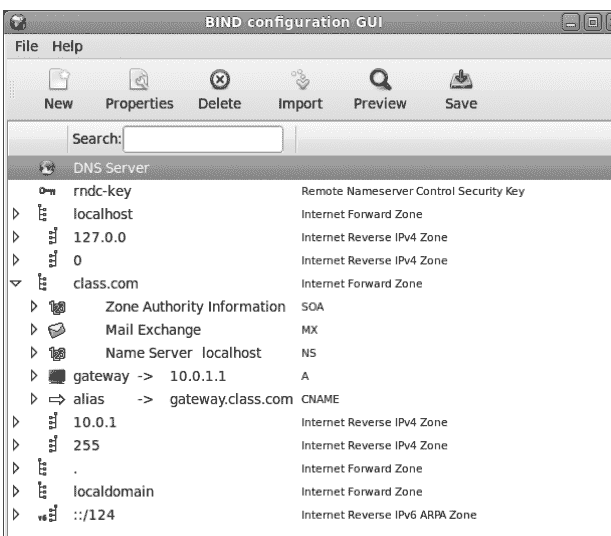 BIND configuration GUI
File Help
New Properties Delete Import Preview Save
Search:
DNS Server
rndc-key Remote Nameserver Control Security Key
localhost Internet Forward Zone
127.0.0 Internet Reverse IPv4 Zone
0 Internet Reverse IPv4 Zone
class.com Internet Forward Zone
Zone Authority Information SOA
Mail Exchange MX
Name Server localhost NS
gateway -> 10.0.1.1 A
alias -> gateway.class.com CNAME
10.0.1 Internet Reverse IPv4 Zone
255 Internet Reverse IPv4 Zone
. Internet Forward Zone
localdomain Internet Forward Zone
v6 ::/124 Internet Reverse IPv6 ARPA Zone